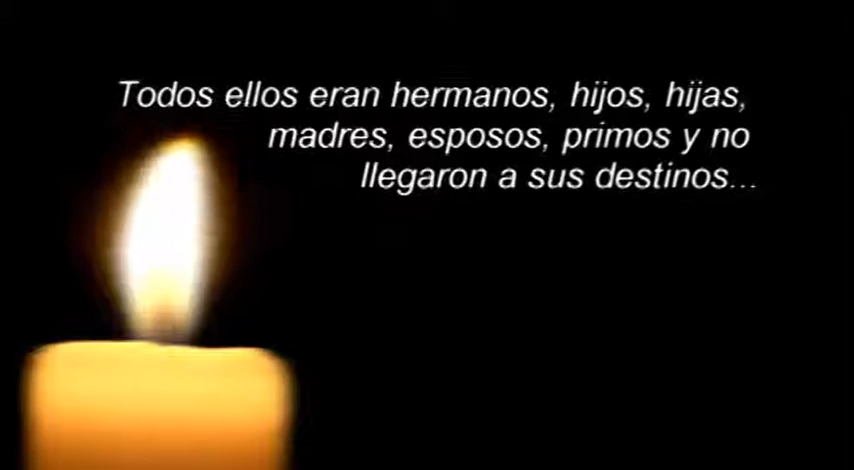 Todos ellos eran hermanos, hijos, hijas,
madres, esposos, primos y no
llegaron a sus destinos...